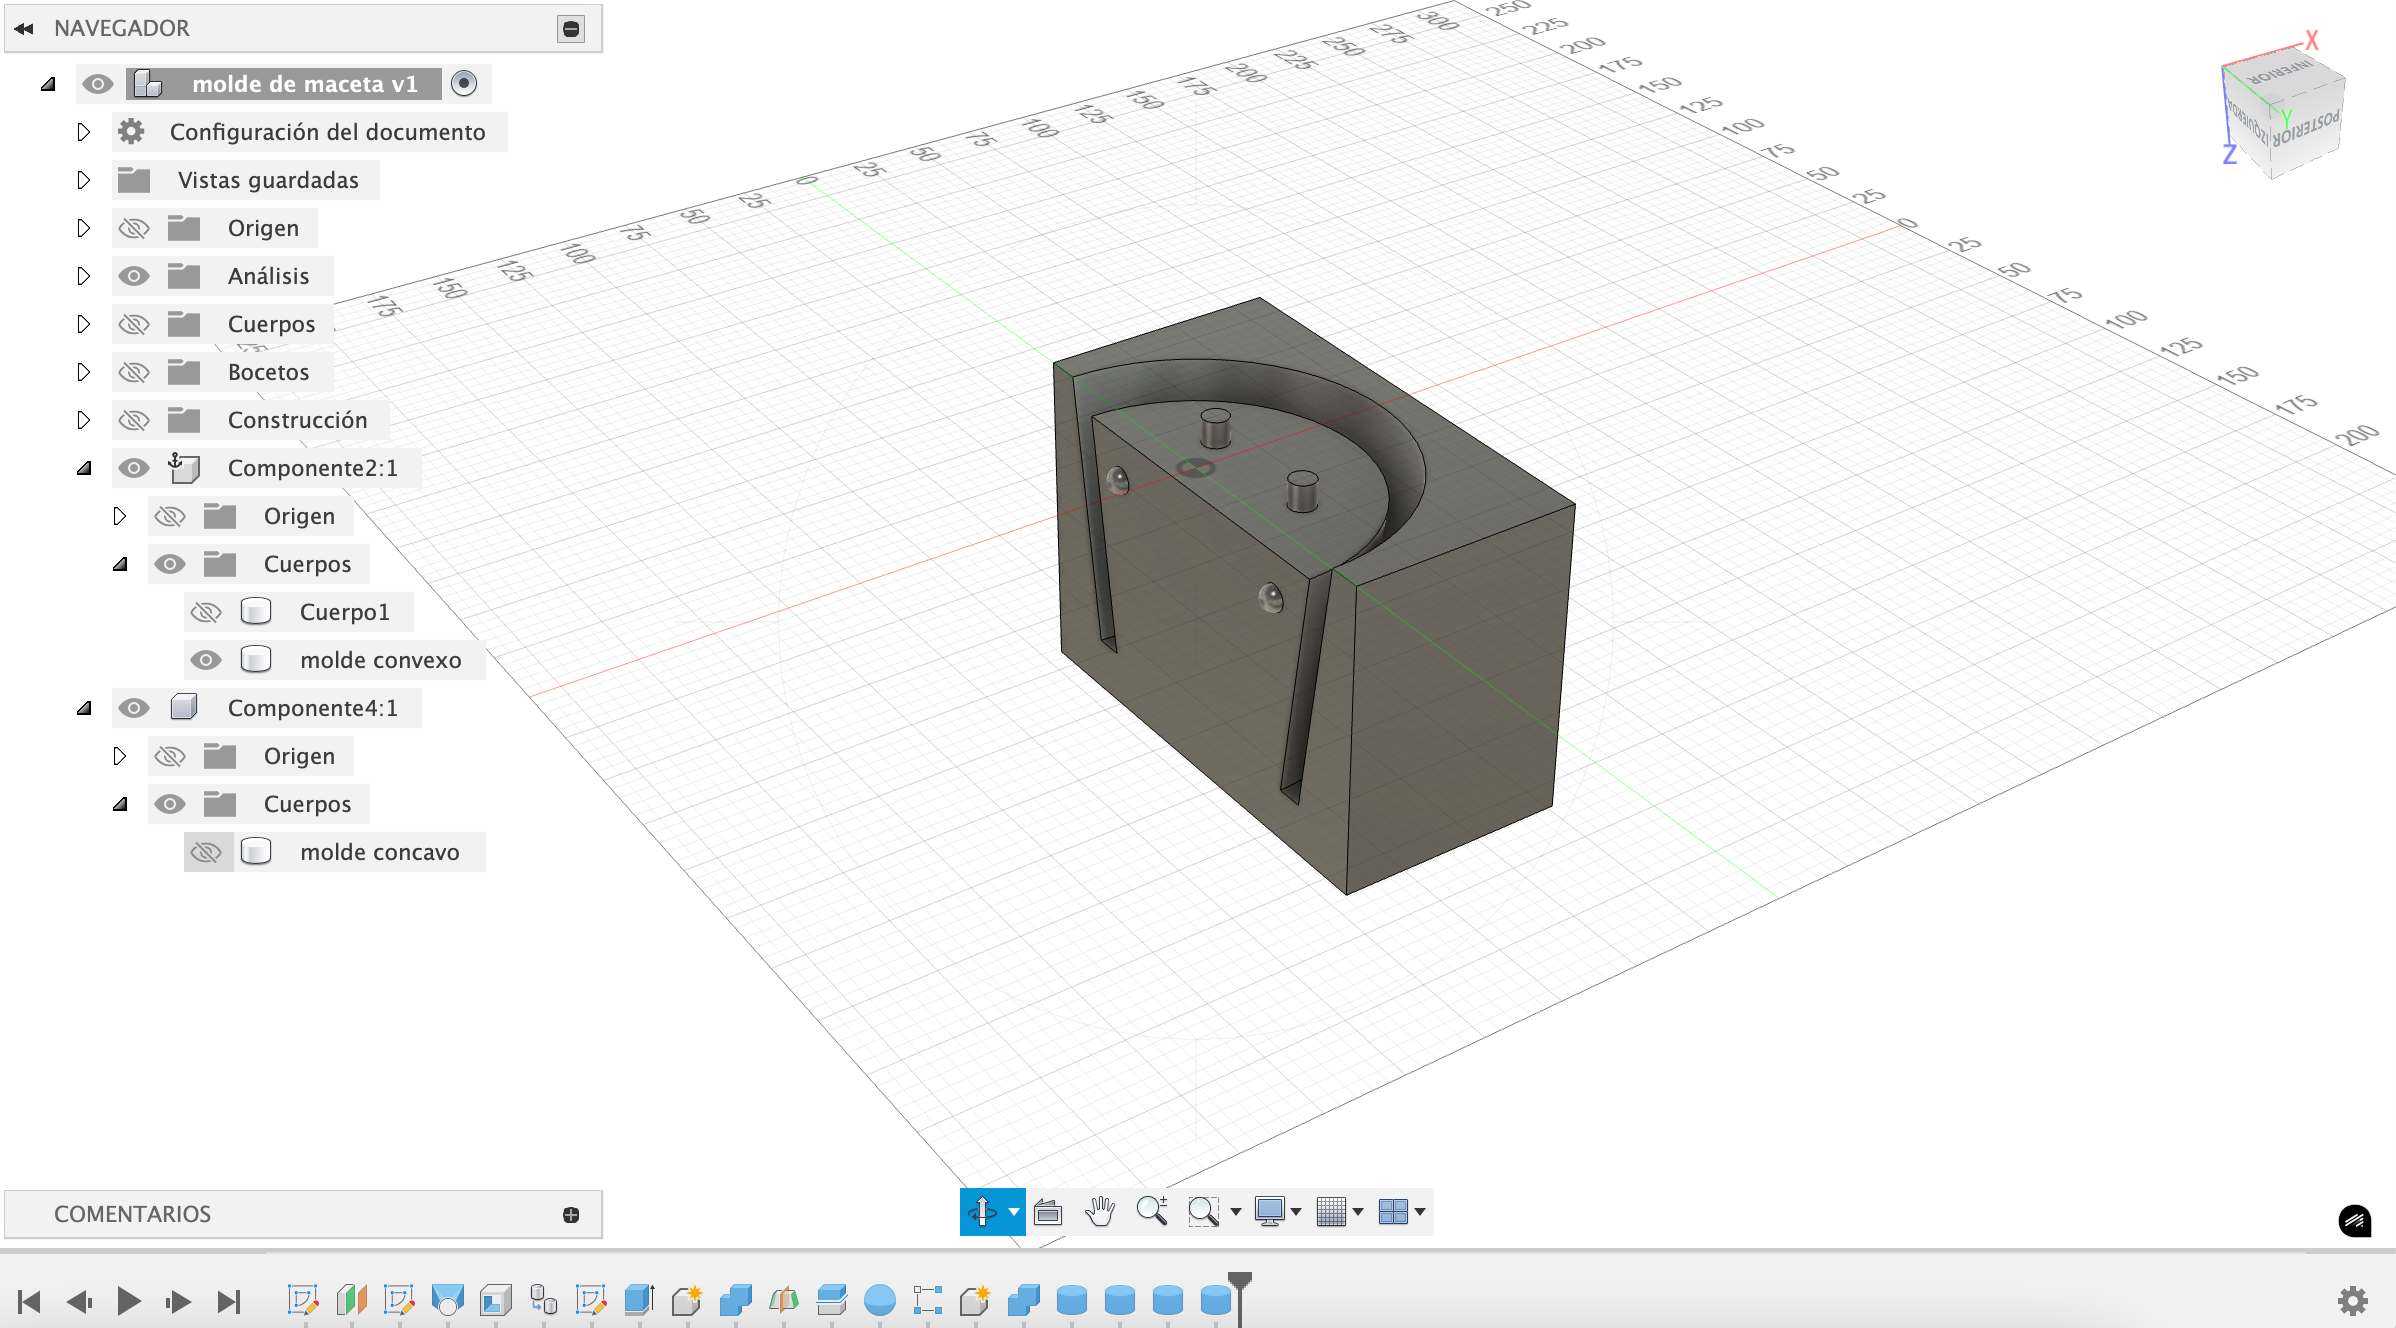 NAVEGADOR
molde de maceta v1
Configuración del documento
Vistas guardadas
Origen
Análisis
Cuerpos
Bocetos
Construcción
Componente2:1
Origen
Cuerpos
Cuerpo1
molde convexo
Componente4:1
Origen
Cuerpos
molde concavo
175
150
125
100
75
50
25
0
25
50
75
100
125
150
175
200
225
250
275
300
250
225
200
175
150
125
100
75
50
25
0
25
50
75
100
125
150
175
200
X
Y
Z
INFERIOR
POSTERIOR
COMENTARIOS